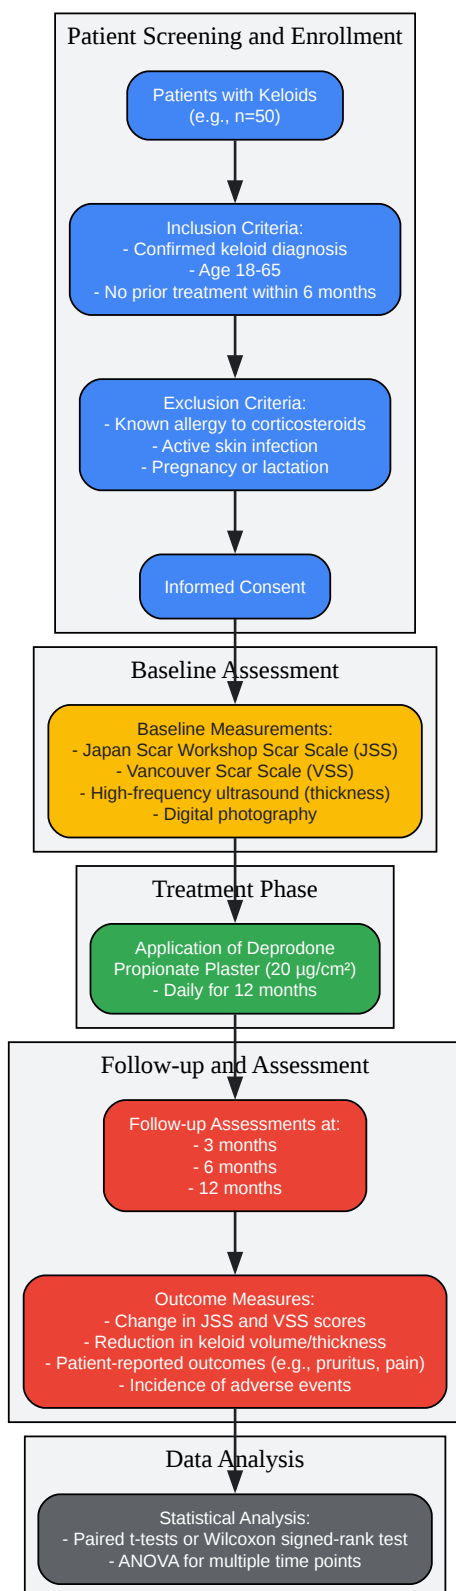 Patient Screening and Enrollment
Patients with Keloids
(e.g., n=50)
Inclusion Criteria:
- Confirmed keloid diagnosis
- Age 18-65
- No prior treatment within 6 months
Exclusion Criteria:
- Known allergy to corticosteroids
- Active skin infection
- Pregnancy or lactation
Informed Consent
Baseline Assessment
Baseline Measurements:
- Japan Scar Workshop Scar Scale (JSS)
- Vancouver Scar Scale (VSS)
- High-frequency ultrasound (thickness)
- Digital photography
Treatment Phase
Application of Deprodone
Propionate Plaster (20 µg/cm²)
- Daily for 12 months
Follow-up and Assessment
Follow-up Assessments at:
- 3 months
- 6 months
- 12 months
Outcome Measures:
- Change in JSS and VSS scores
- Reduction in keloid volume/thickness
- Patient-reported outcomes (e.g., pruritus, pain)
- Incidence of adverse events
Data Analysis
Statistical Analysis:
- Paired t-tests or Wilcoxon signed-rank test
- ANOVA for multiple time points